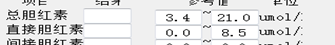 项目 结果 参考值 单位
总胆红素 3.4 ~ 21.0 umol/
直接胆红素 0.0 ~ 8.5 umol/
间接胆红素